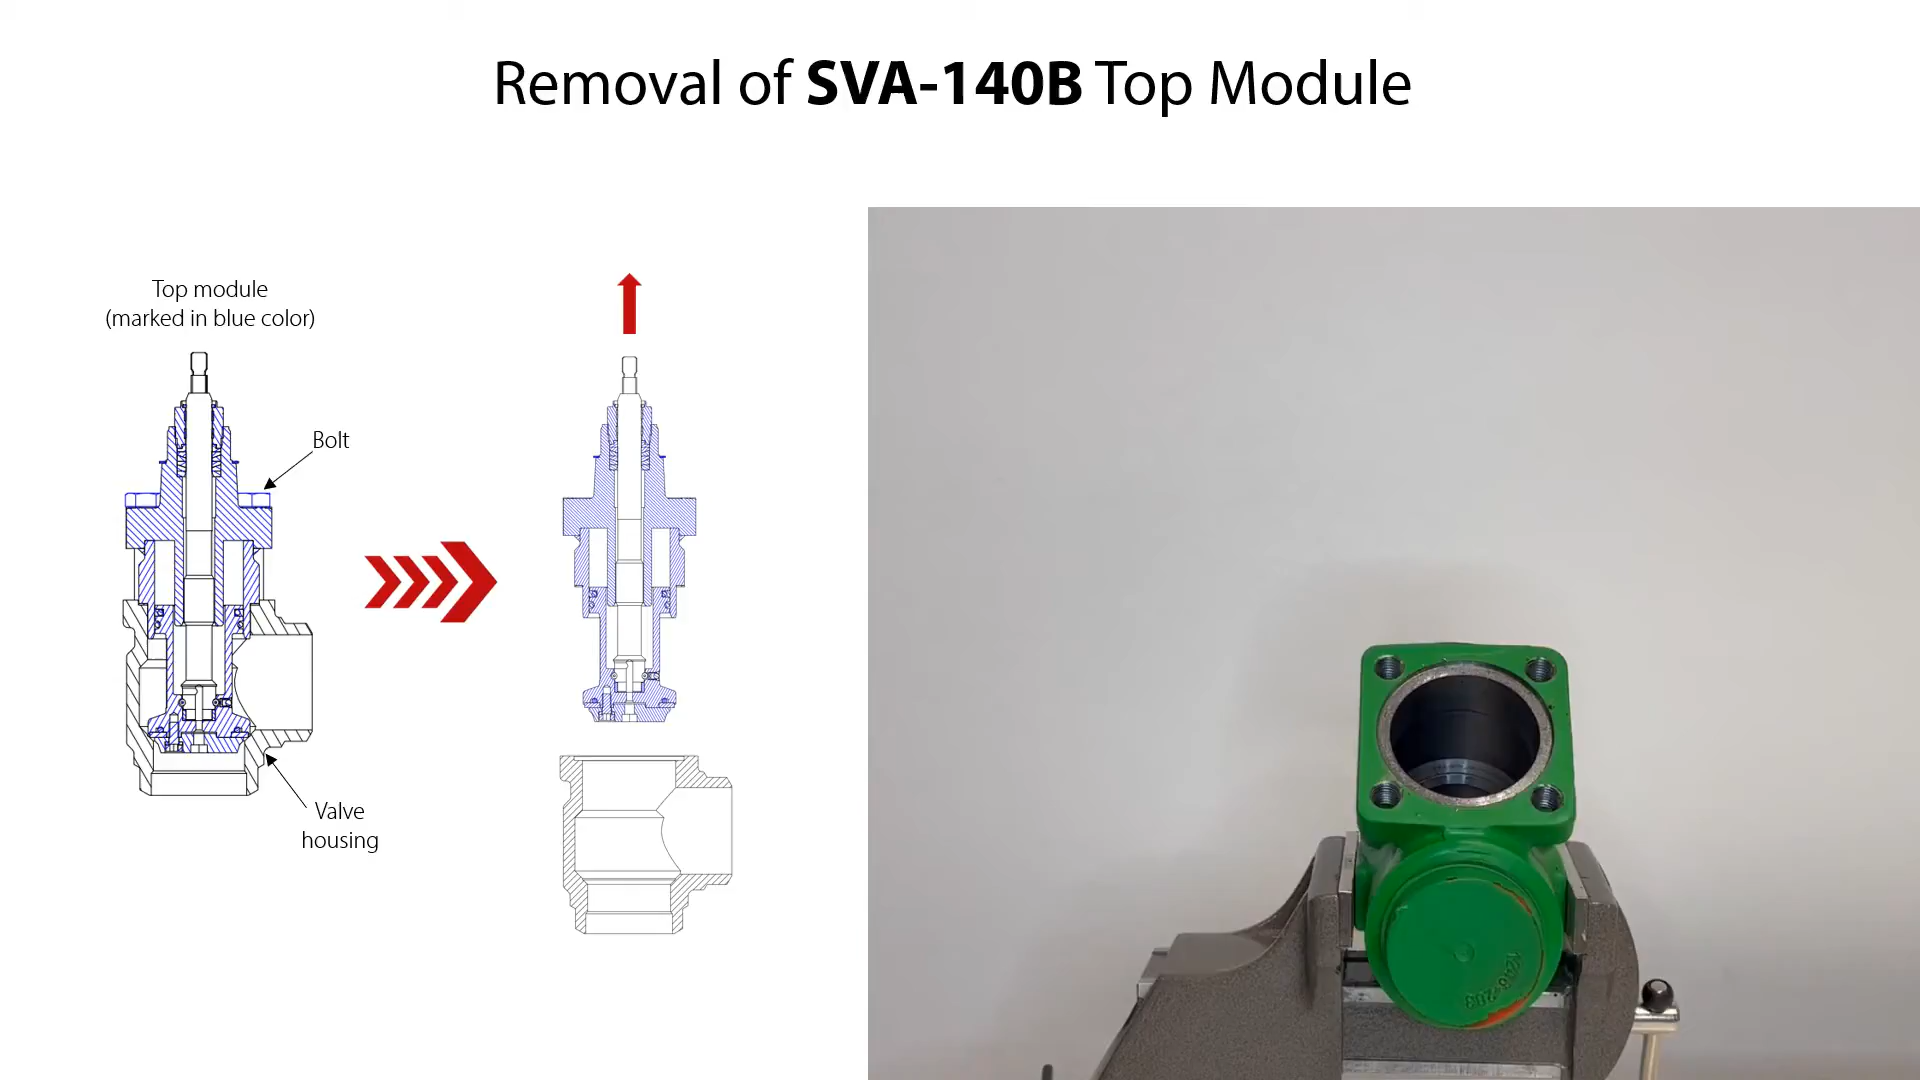 Removal of SVA-140B Top Module
Top module
(marked in blue color)
Bolt
Valve
housing